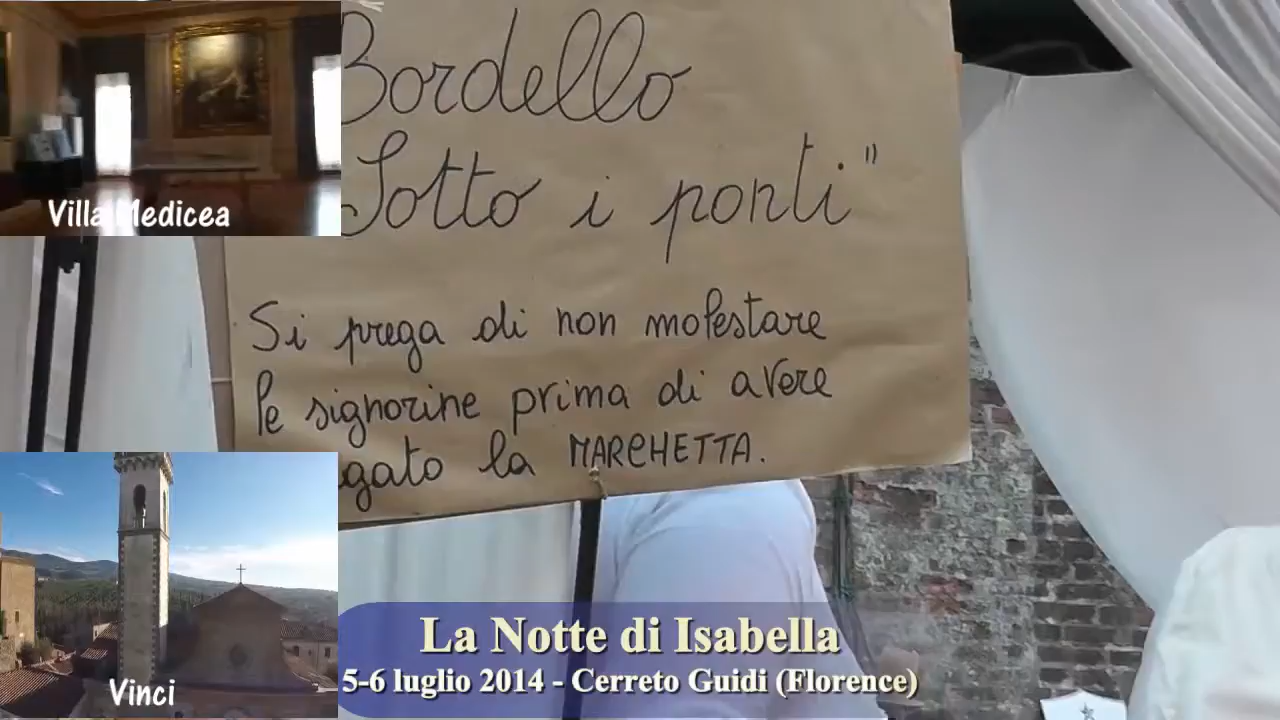 Bordello
Sotto i ponti"
Si prega di non molestare
le signorine prima di avere
gato la MARCHETTA.
Villa Medicea
Vinci
La Notte di Isabella
5-6 luglio 2014 - Cerreto Guidi (Florence)